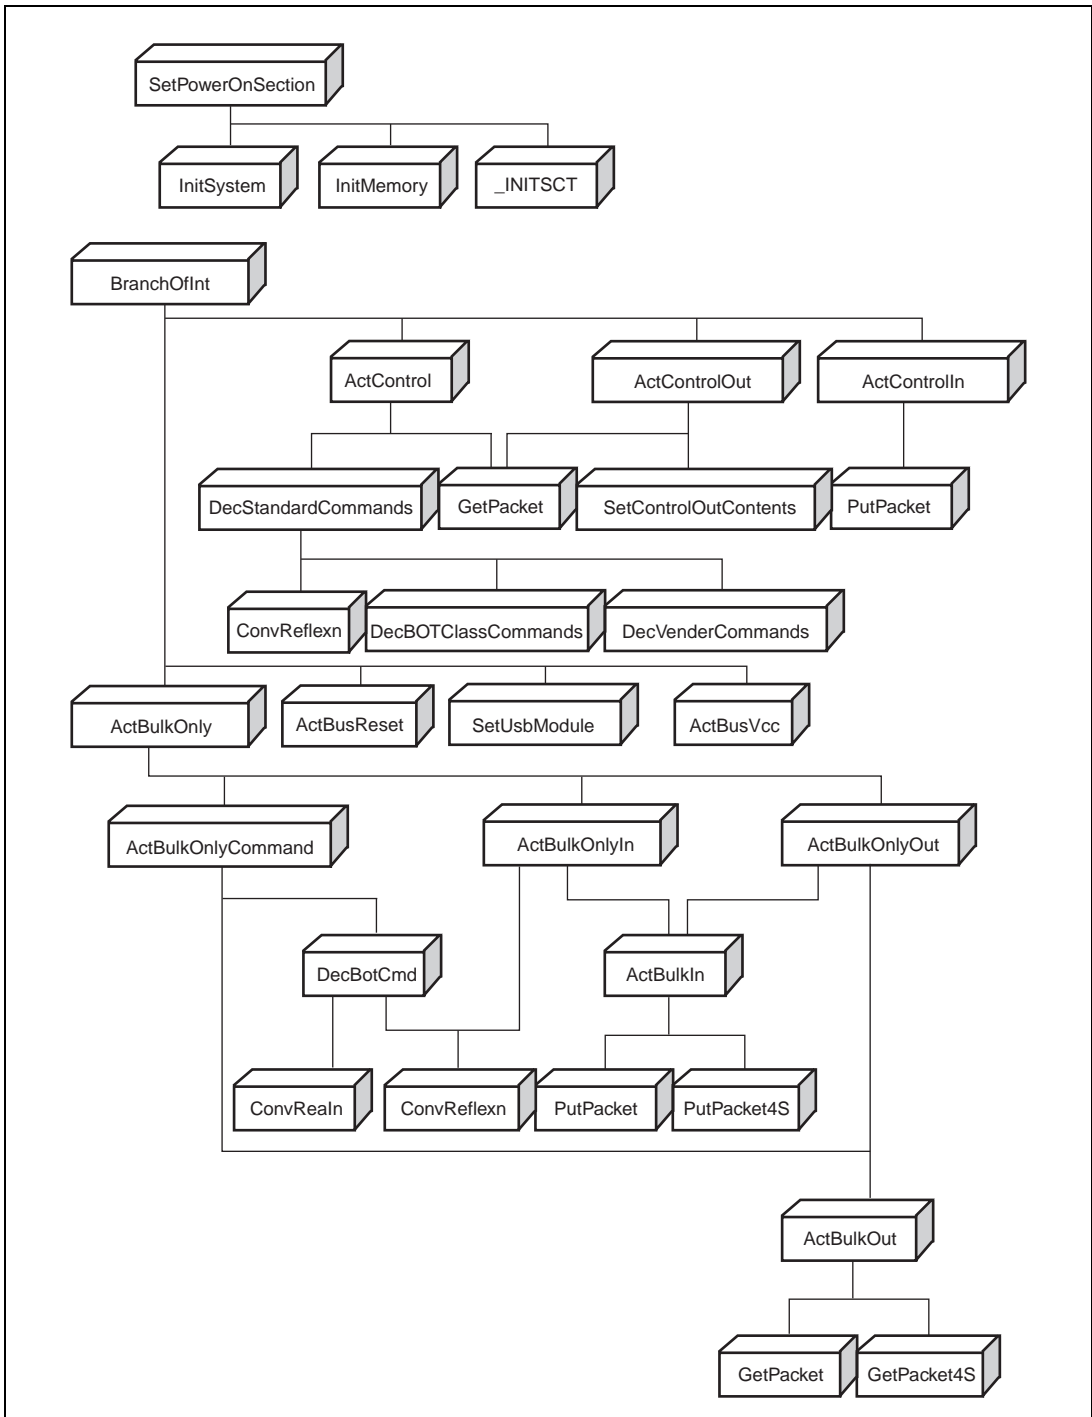 SetPowerOnSection
InitSystem
InitMemory
_INITSCT
BranchOfInt
ActControl
ActControlOut
ActControlIn
DecStandardCommands
GetPacket
SetControlOutContents
PutPacket
ConvReflexn
DecBOTClassCommands
DecVenderCommands
ActBulkOnly
ActBusReset
SetUsbModule
ActBusVcc
ActBulkOnlyCommand
ActBulkOnlyIn
ActBulkOnlyOut
DecBotCmd
ActBulkIn
ConvReaIn
ConvReflexn
PutPacket
PutPacket4S
ActBulkOut
GetPacket
GetPacket4S